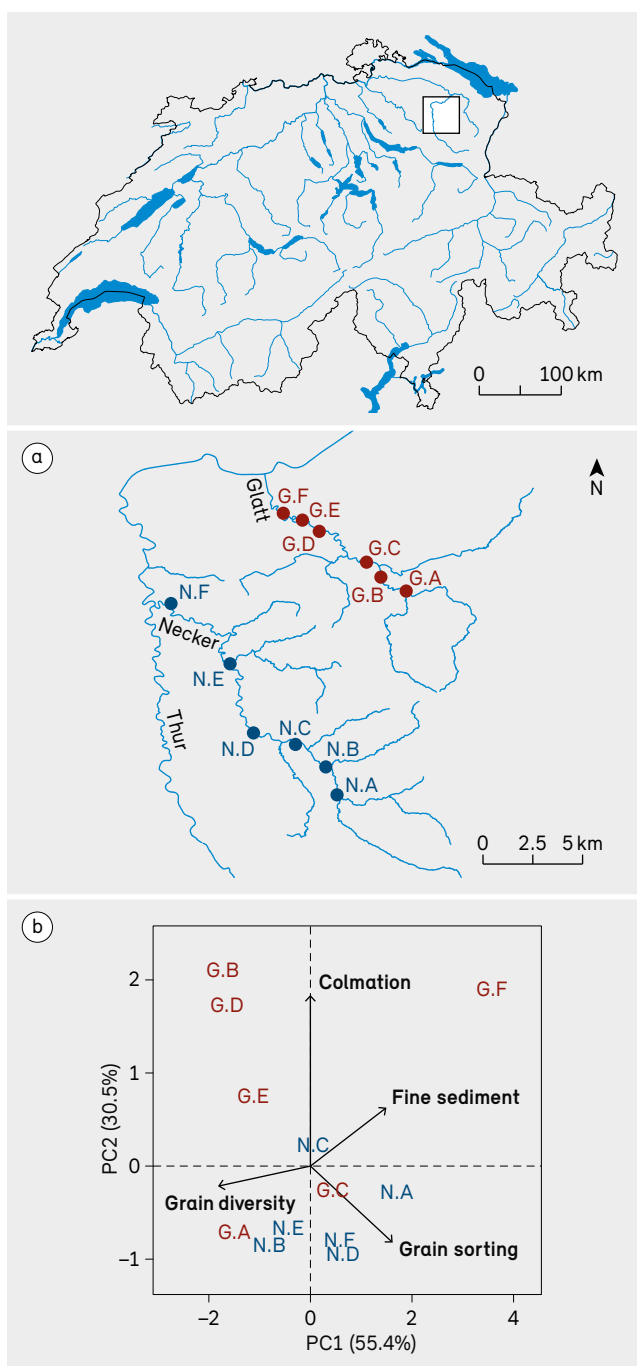 0 100 km
a
N
Glatt
G.F
G.E
G.D
G.C
G.B
G.A
N.F
Necker
N.E
Thur
N.D
N.C
N.B
N.A
0 2.5 5 km
b
G.B
G.D
Colmation
G.F
G.E
Fine sediment
N.C
G.C
N.A
Grain diversity
G.A
N.E
N.B
N.F
N.D
Grain sorting
2
1
0
−1
PC2 (30.5%)
−2 0 2 4
PC1 (55.4%)